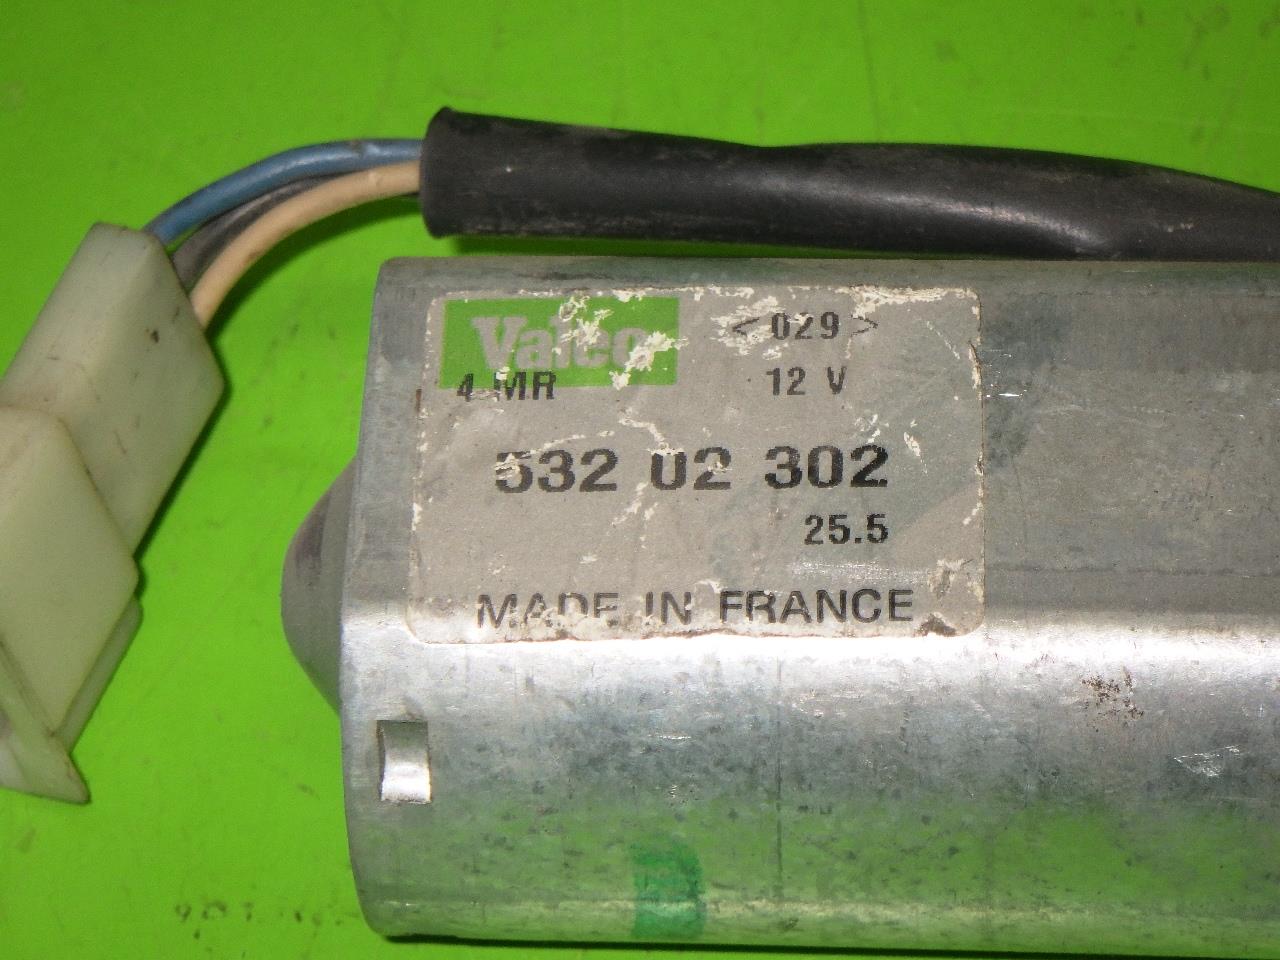 Valeo <029>
4 MR 12 V
532 02 302
25.5
MADE IN FRANCE